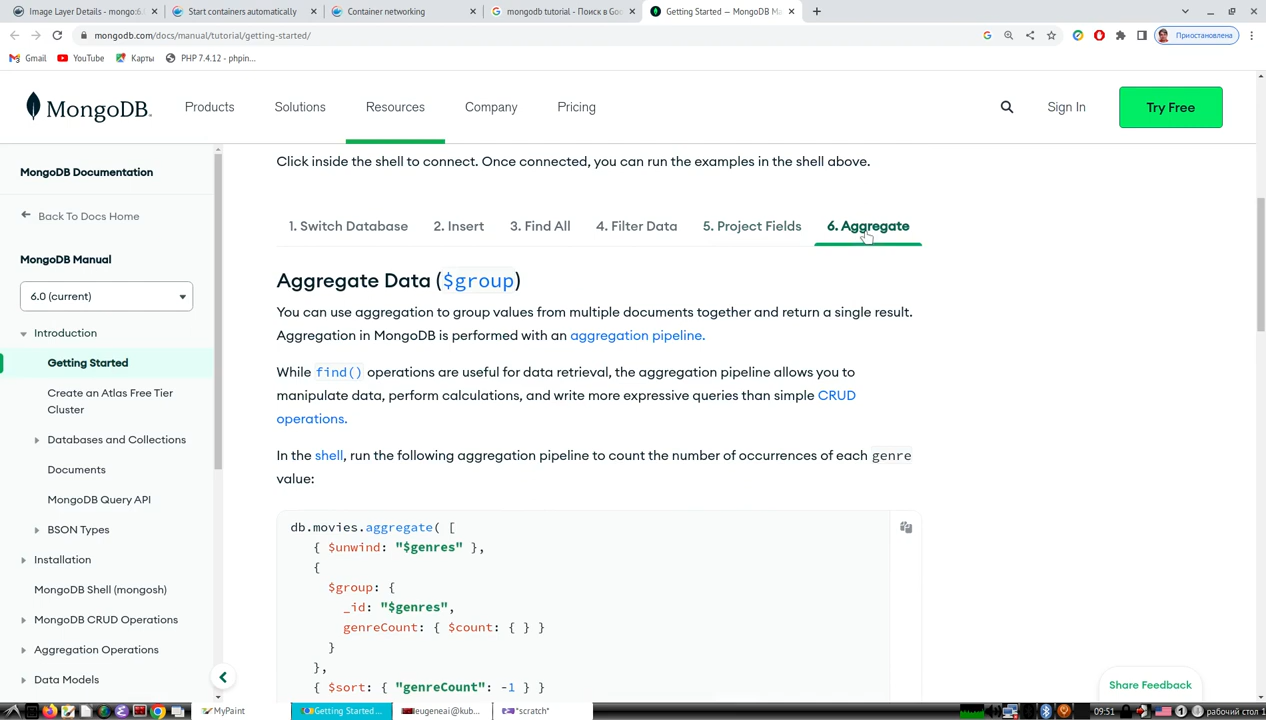 Image Layer Details - mongo:6.0
Start containers automatically
Container networking
mongodb tutorial - Поиск в Goo
Getting Started — MongoDB Ma
mongodb.com/docs/manual/tutorial/getting-started/
Приостановлена
Gmail
YouTube
Карты
PHP 7.4.12 - phpin...
MongoDB.
Products
Solutions
Resources
Company
Pricing
Sign In
Try Free
MongoDB Documentation
Back To Docs Home
MongoDB Manual
6.0 (current)
Introduction
Getting Started
Create an Atlas Free Tier
Cluster
Databases and Collections
Documents
MongoDB Query API
BSON Types
Installation
MongoDB Shell (mongosh)
MongoDB CRUD Operations
Aggregation Operations
Data Models
Click inside the shell to connect. Once connected, you can run the examples in the shell above.
1. Switch Database
2. Insert
3. Find All
4. Filter Data
5. Project Fields
6. Aggregate
Aggregate Data ($group)
You can use aggregation to group values from multiple documents together and return a single result.
Aggregation in MongoDB is performed with an aggregation pipeline.
While find() operations are useful for data retrieval, the aggregation pipeline allows you to
manipulate data, perform calculations, and write more expressive queries than simple CRUD
operations.
In the shell, run the following aggregation pipeline to count the number of occurrences of each genre
value:
db.movies.aggregate( [
{ $unwind: "$genres" },
{
$group: {
_id: "$genres",
genreCount: { $count: { } }
}
},
{ $sort: { "genreCount": -1 } }
Share Feedback
MyPaint
Getting Started...
eugeneai@kub...
*scratch*
09:51
рабочий стол 1